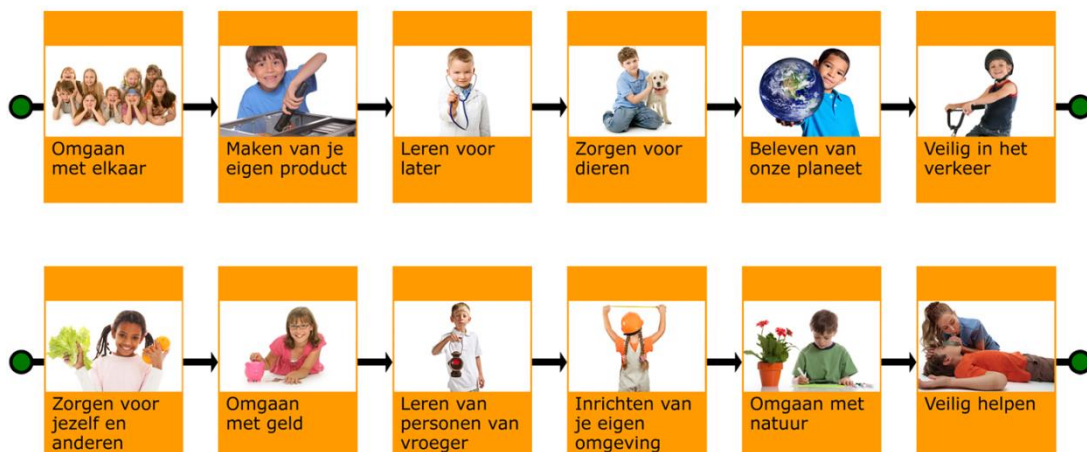 Omgaan
met elkaar
Maken van je
eigen product
Leren voor
later
Zorgen voor
dieren
Beleven van
onze planeet
Veilig in het
verkeer
Zorgen voor
jezelf en
anderen
Omgaan
met geld
Leren van
personen van
vroeger
Inrichten van
je eigen
omgeving
Omgaan met
natuur
Veilig helpen